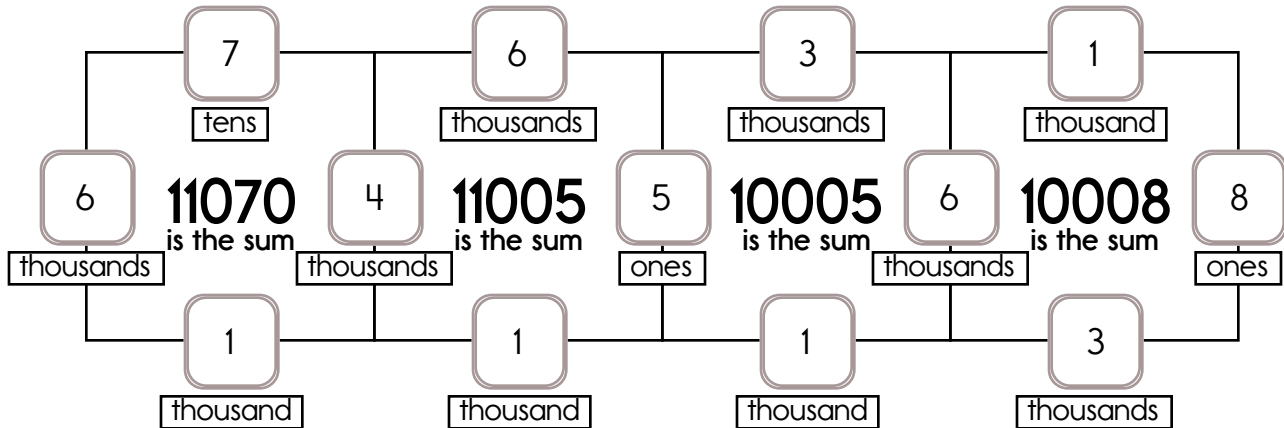 7
6
3
1
tens
thousands
thousands
thousand
6
11070
is the sum
4
11005
is the sum
5
10005
is the sum
6
10008
is the sum
8
thousands
thousands
ones
thousands
ones
1
1
1
3
thousand
thousand
thousand
thousands